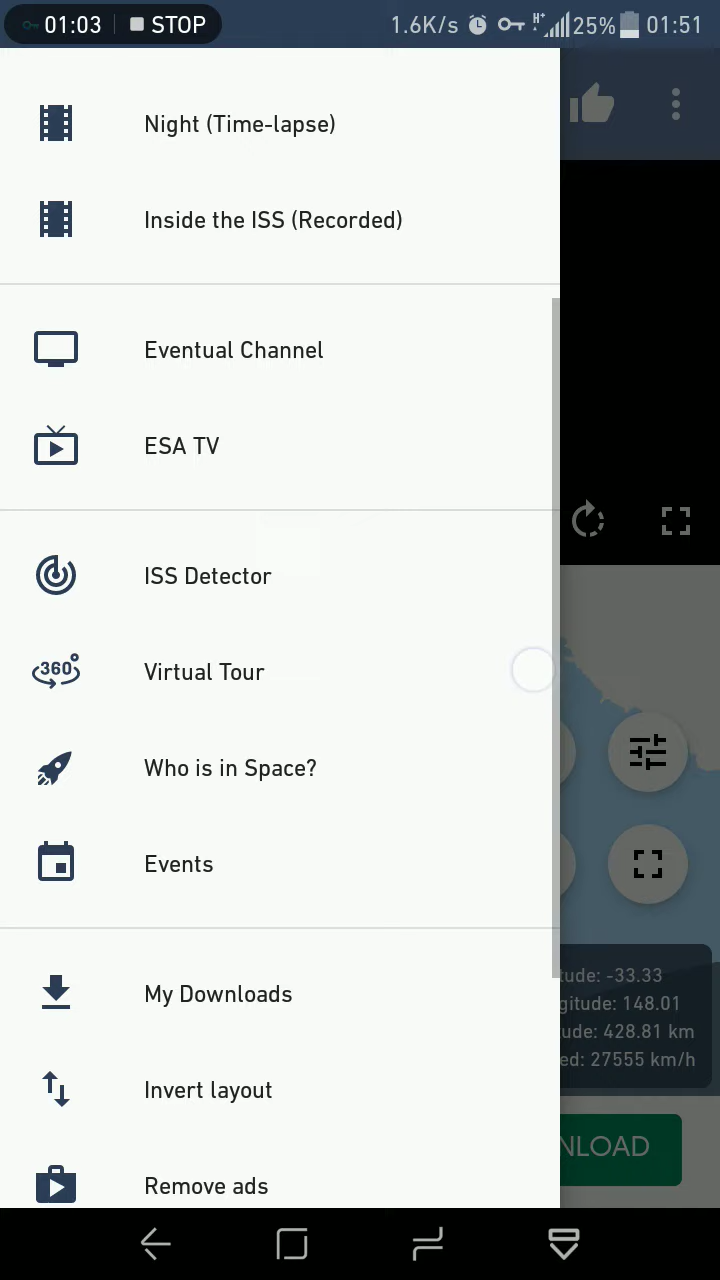 01:03 STOP 1.6K/s H+ 25% 01:51
Night (Time-lapse)
Inside the ISS (Recorded)
Eventual Channel
ESA TV
ISS Detector
360° Virtual Tour
Who is in Space?
Events
tude: -33.33
My Downloads
gitude: 148.01
ude: 428.81 km
ed: 27555 km/h
Invert layout
NLOAD
Remove ads